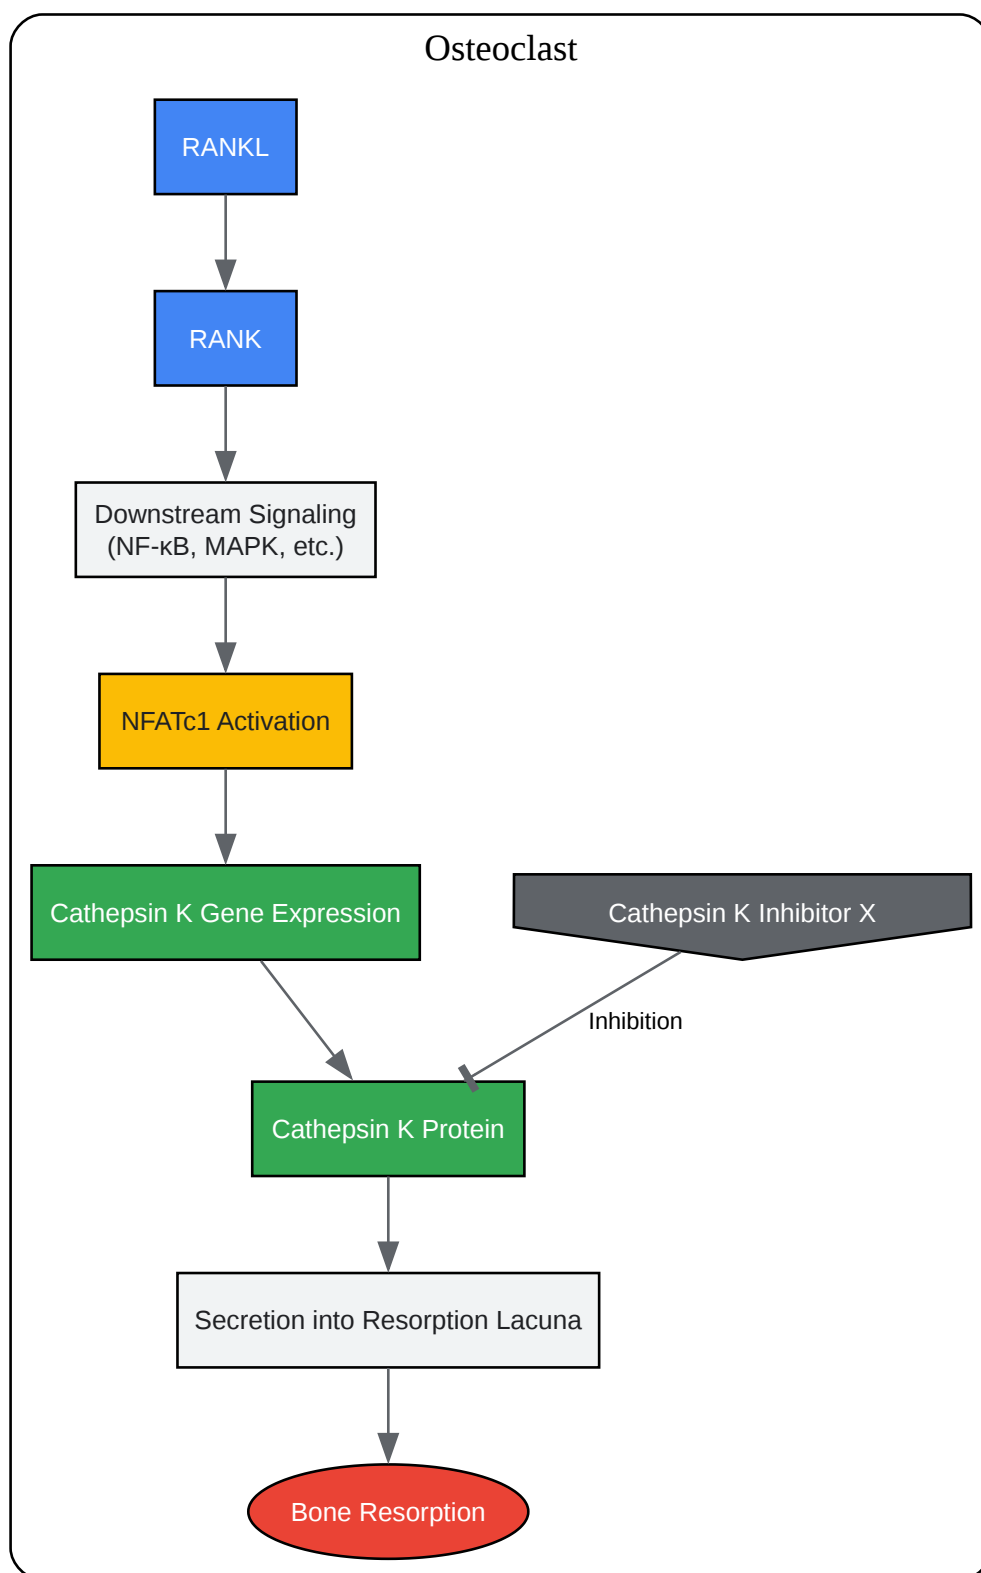 Osteoclast
RANKL
RANK
Downstream Signaling
(NF-κB, MAPK, etc.)
NFATc1 Activation
Cathepsin K Gene Expression
Cathepsin K Inhibitor X
Inhibition
Cathepsin K Protein
Secretion into Resorption Lacuna
Bone Resorption